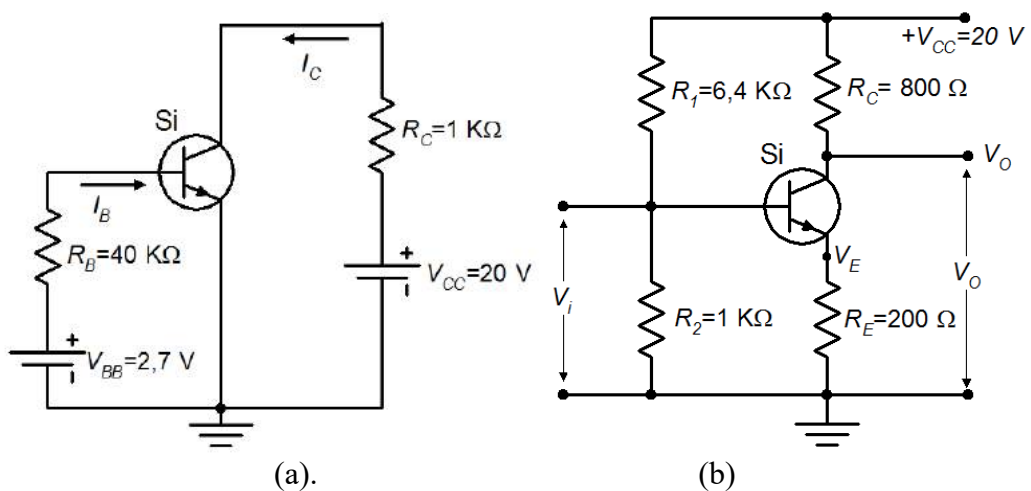 I_C
Si
R_C=1 KΩ
I_B
R_B=40 KΩ
+
V_CC=20 V
-
+
V_BB=2,7 V
-
(a).
+V_CC=20 V
R_1=6,4 KΩ
R_C= 800 Ω
Si
V_O
V_E
V_i
V_O
R_2=1 KΩ
R_E=200 Ω
(b)